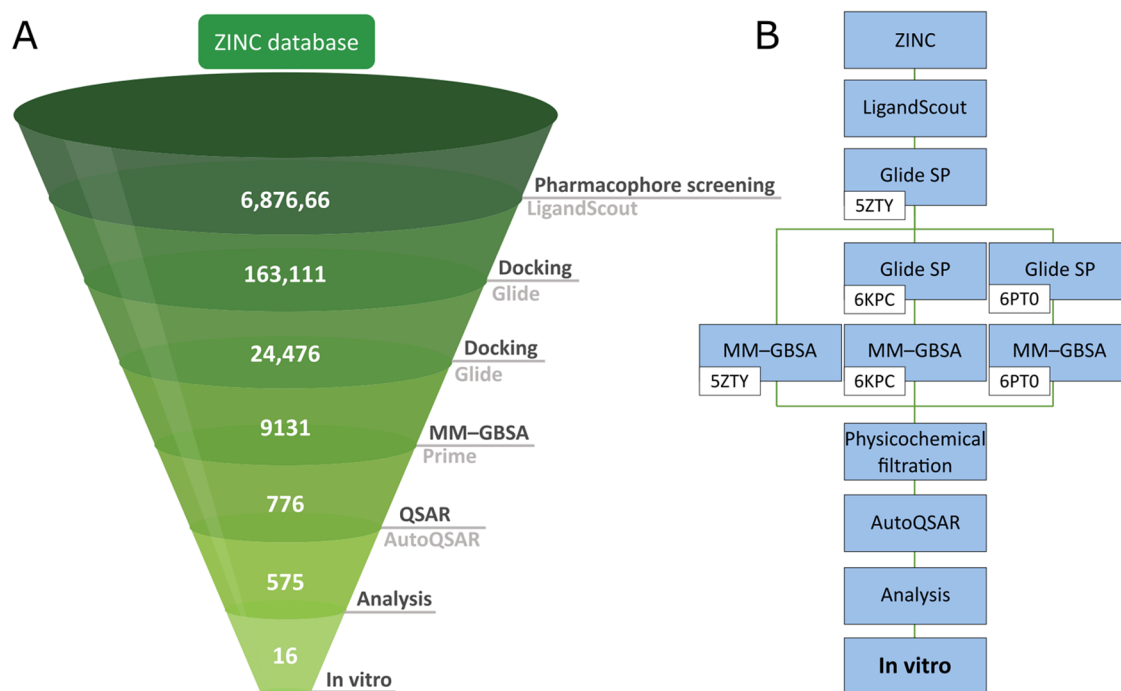 A
ZINC database
6,876,66
Pharmacophore screening
LigandScout
163,111
Docking
Glide
24,476
Docking
Glide
9131
MM–GBSA
Prime
776
QSAR
AutoQSAR
575
Analysis
16
In vitro
B
ZINC
LigandScout
Glide SP
5ZTY
Glide SP
6KPC
Glide SP
6PT0
MM–GBSA
5ZTY
MM–GBSA
6KPC
MM–GBSA
6PT0
Physicochemical
filtration
AutoQSAR
Analysis
In vitro